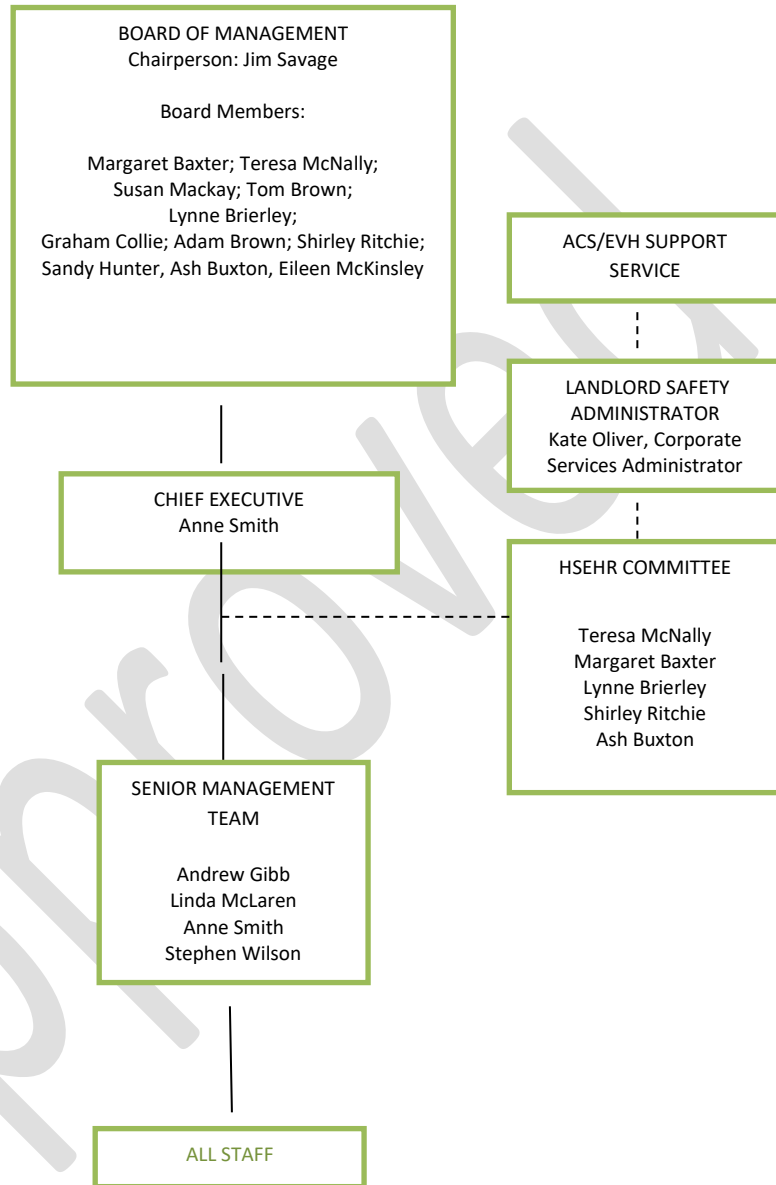 BOARD OF MANAGEMENT
Chairperson: Jim Savage
Board Members:
Margaret Baxter; Teresa McNally;
Susan Mackay; Tom Brown;
Lynne Brierley;
Graham Collie; Adam Brown; Shirley Ritchie;
Sandy Hunter, Ash Buxton, Eileen McKinsley
ACS/EVH SUPPORT
SERVICE
LANDLORD SAFETY
ADMINISTRATOR
Kate Oliver, Corporate
Services Administrator
CHIEF EXECUTIVE
Anne Smith
HSEHR COMMITTEE
Teresa McNally
Margaret Baxter
Lynne Brierley
Shirley Ritchie
Ash Buxton
SENIOR MANAGEMENT
TEAM
Andrew Gibb
Linda McLaren
Anne Smith
Stephen Wilson
ALL STAFF
pproved